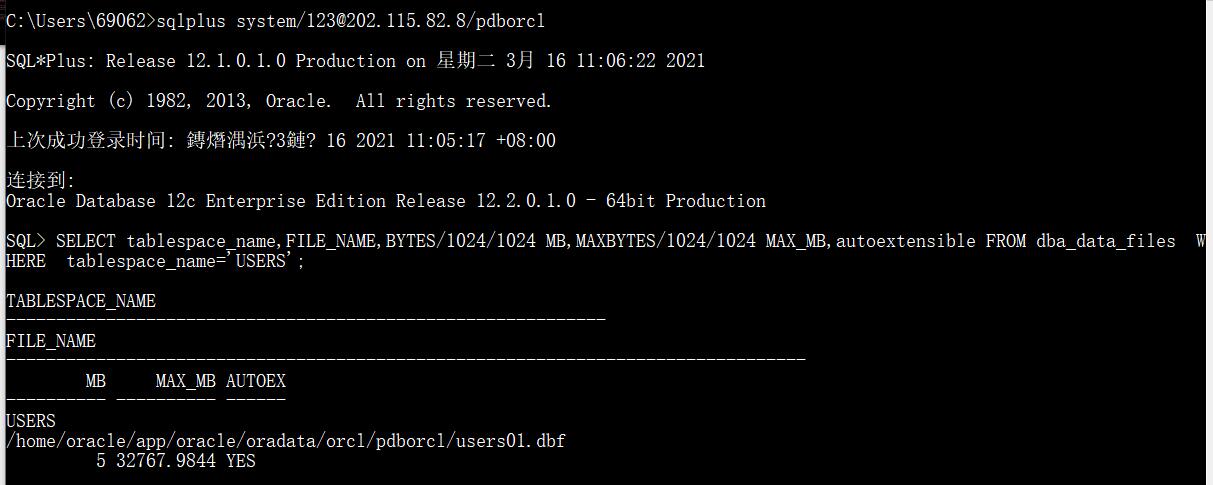 C:\Users\69062>sqlplus system/123@202.115.82.8/pdborcl
SQL*Plus: Release 12.1.0.1.0 Production on 星期二 3月 16 11:06:22 2021
Copyright (c) 1982, 2013, Oracle.  All rights reserved.
上次成功登录时间: 鏄熸湡浜?3鏈? 16 2021 11:05:17 +08:00
连接到:
Oracle Database 12c Enterprise Edition Release 12.2.0.1.0 - 64bit Production
SQL> SELECT tablespace_name,FILE_NAME,BYTES/1024/1024 MB,MAXBYTES/1024/1024 MAX_MB,autoextensible FROM dba_data_files  W
HERE  tablespace_name='USERS';
TABLESPACE_NAME
------------------------------------------------------------
FILE_NAME
--------------------------------------------------------------------------------
        MB     MAX_MB AUTOEX
---------- ---------- ------
USERS
/home/oracle/app/oracle/oradata/orcl/pdborcl/users01.dbf
         5 32767.9844 YES